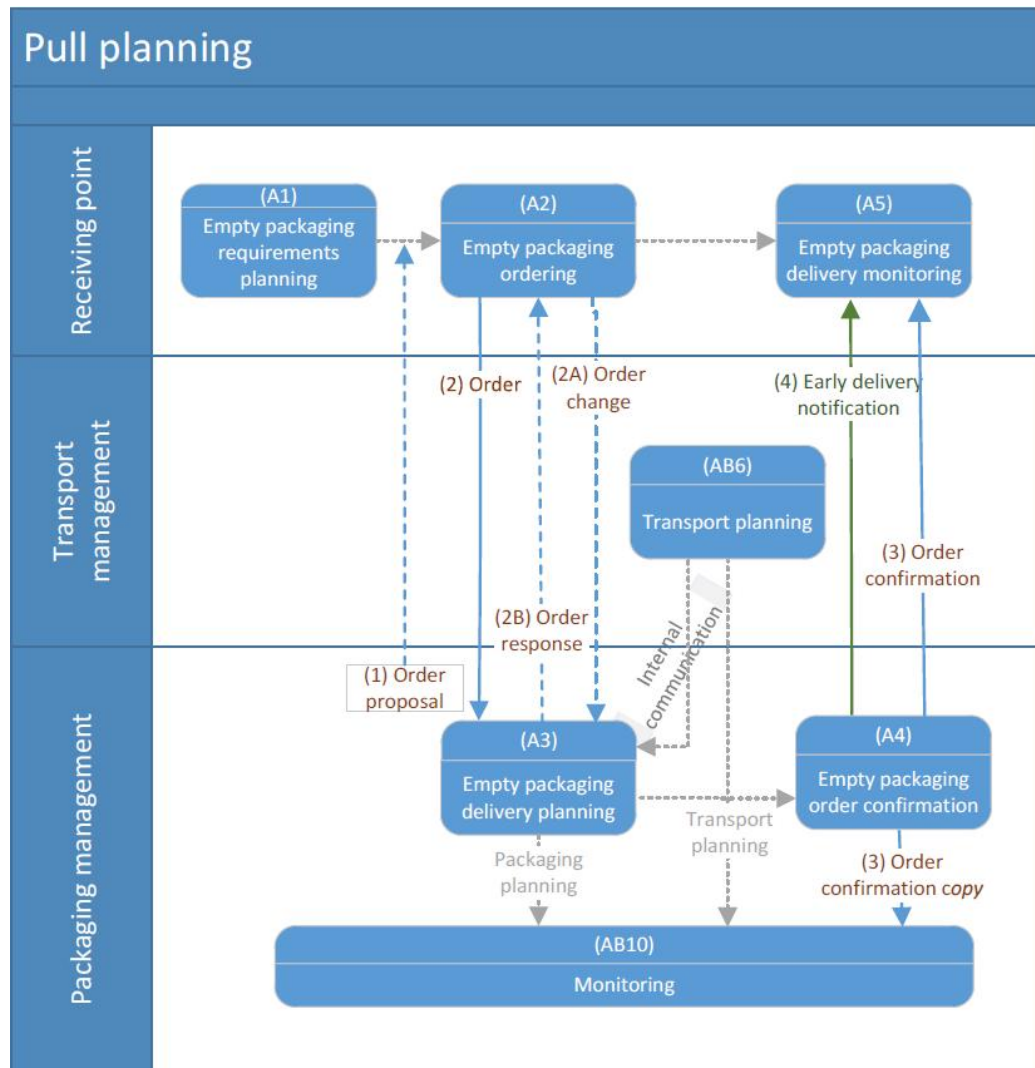 Pull planning
Receiving point
(A1)
Empty packaging
requirements
planning
(A2)
Empty packaging
ordering
(A5)
Empty packaging
delivery monitoring
Transport
management
(2) Order
(2A) Order
change
(4) Early delivery
notification
(AB6)
Transport planning
(3) Order
confirmation
(2B) Order
response
Internal
communication
Packaging management
(1) Order
proposal
(A3)
Empty packaging
delivery planning
(A4)
Empty packaging
order confirmation
Packaging
planning
Transport
planning
(3) Order
confirmation copy
(AB10)
Monitoring